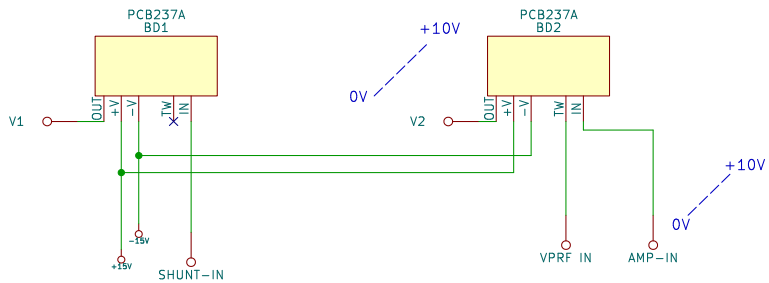 PCB237A
BD1
OUT
+V
-V
TW
IN
V1
-15V
+15V
SHUNT-IN
+10V
0V
PCB237A
BD2
OUT
+V
-V
TW
IN
V2
+10V
0V
VPRF IN
AMP-IN